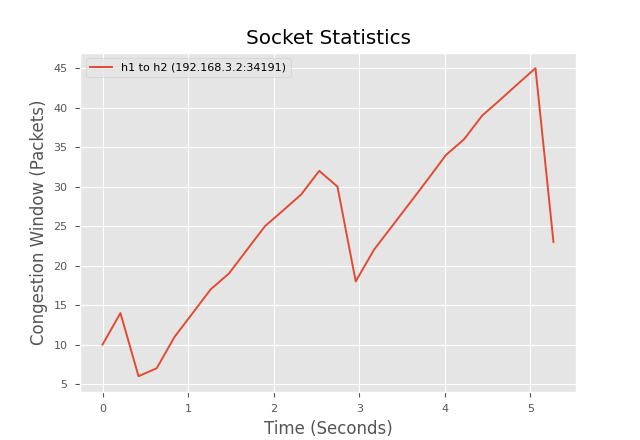 Socket Statistics
h1 to h2 (192.168.3.2:34191)
Congestion Window (Packets)
45
40
35
30
25
20
15
10
5
0 1 2 3 4 5
Time (Seconds)